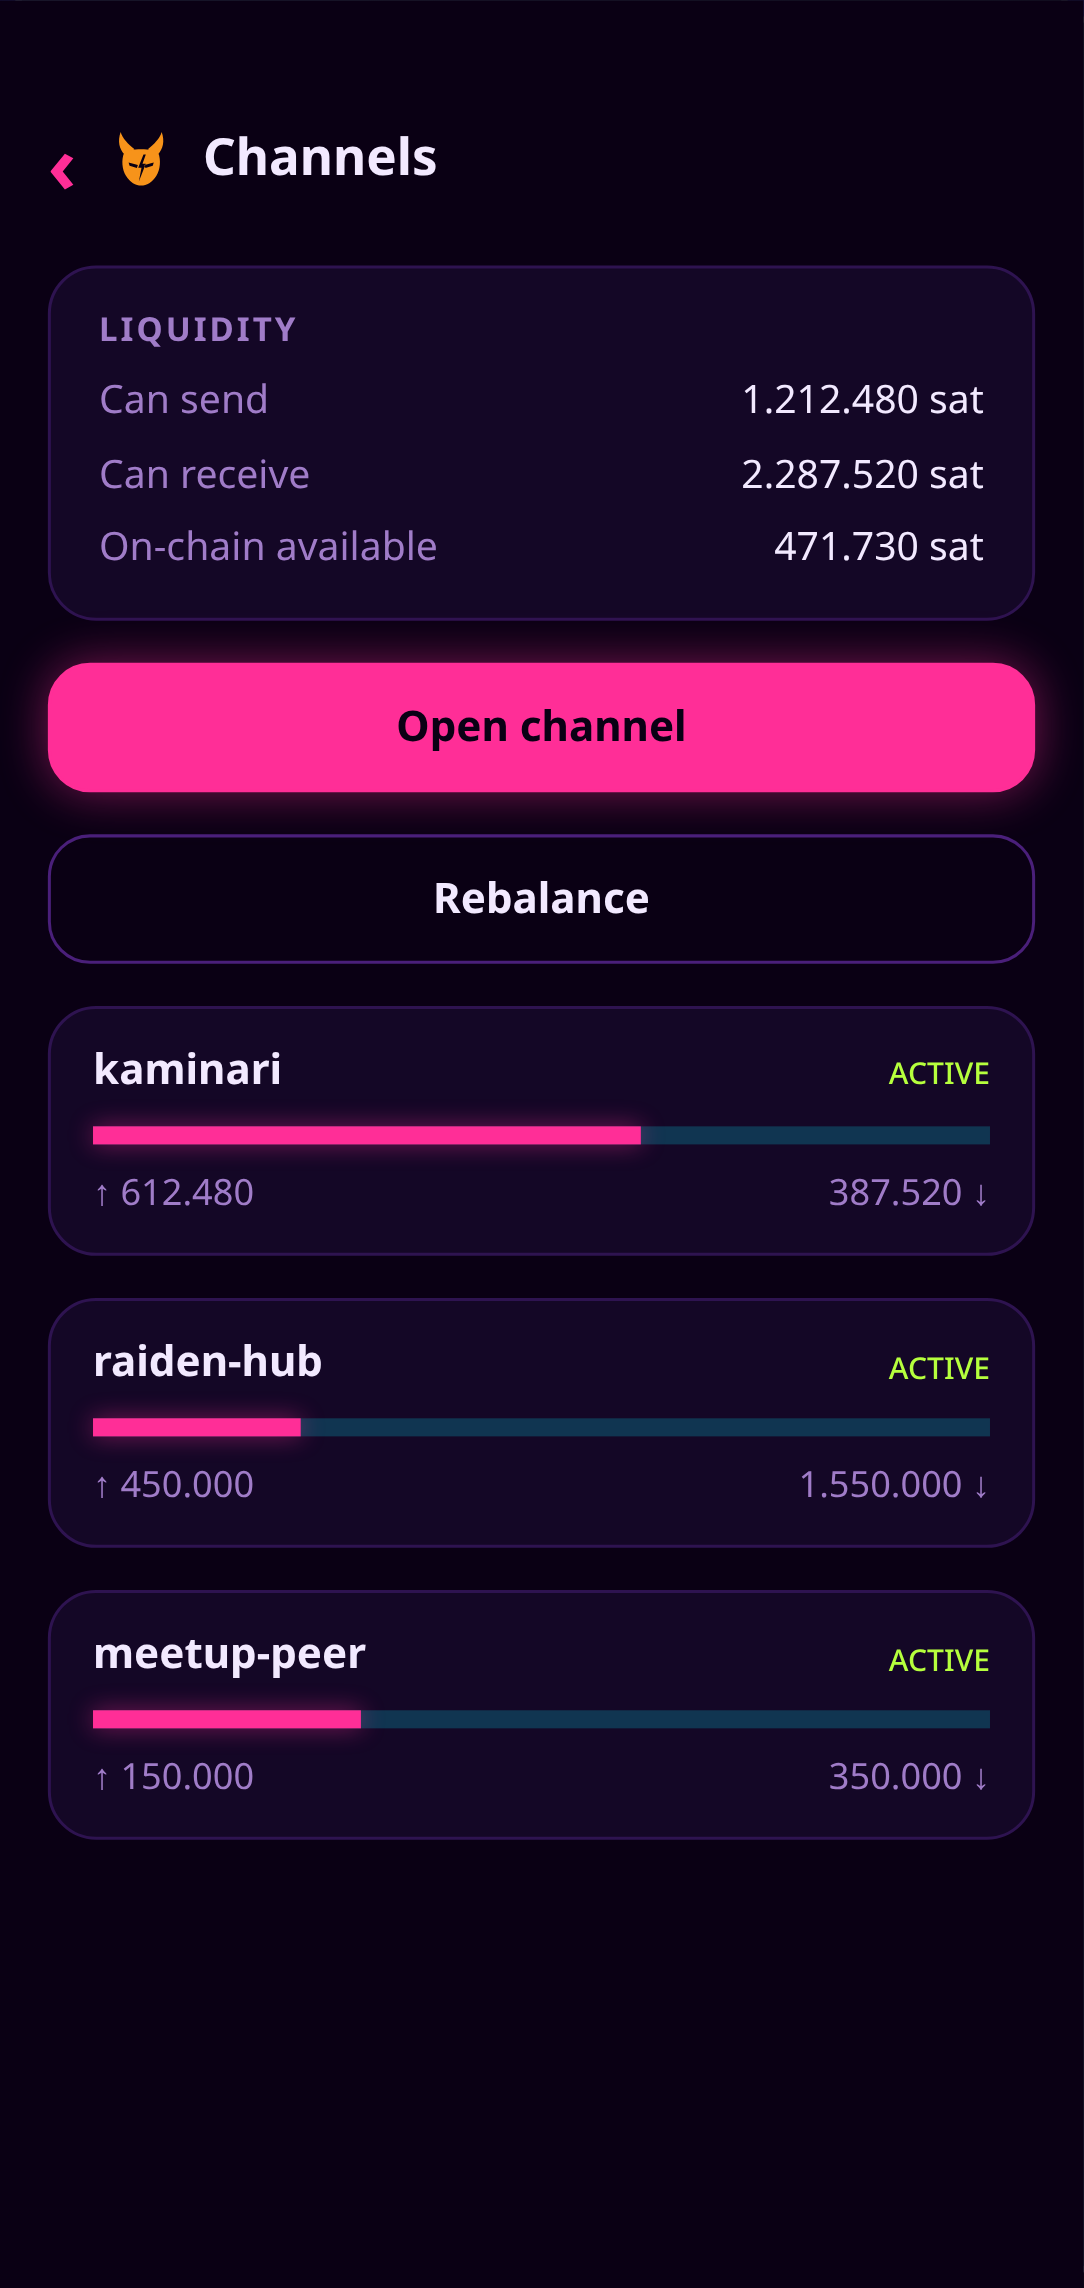 ‹ Channels
LIQUIDITY
Can send 1.212.480 sat
Can receive 2.287.520 sat
On-chain available 471.730 sat
Open channel
Rebalance
kaminari ACTIVE
↑ 612.480 387.520 ↓
raiden-hub ACTIVE
↑ 450.000 1.550.000 ↓
meetup-peer ACTIVE
↑ 150.000 350.000 ↓